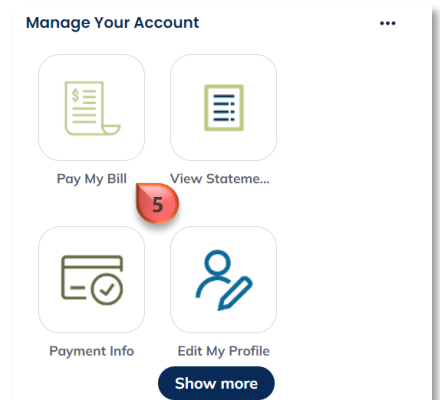 Manage Your Account
...
$
Pay My Bill
View Stateme...
5
Payment Info
Edit My Profile
Show more